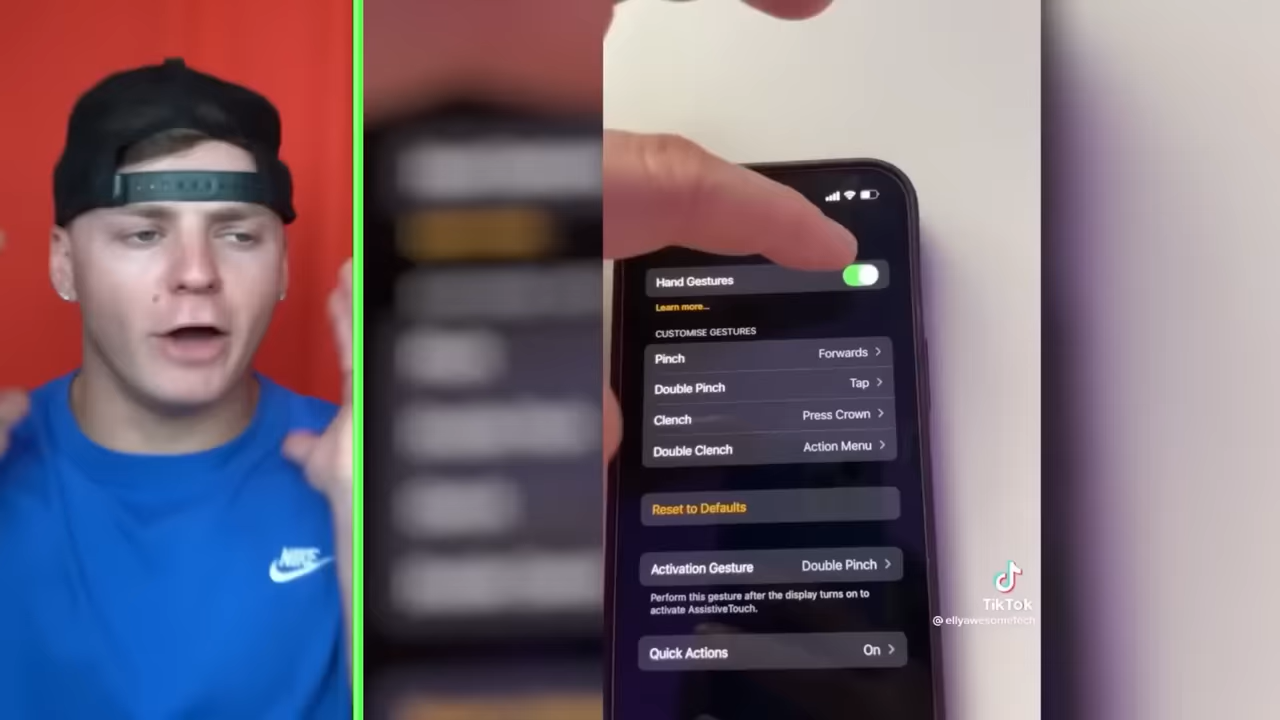 NIKE
Hand Gestures
Learn more...
CUSTOMISE GESTURES
Pinch Forwards
Double Pinch Tap
Clench Press Crown
Double Clench Action Menu
Reset to Defaults
Activation Gesture Double Pinch
Perform this gesture after the display turns on to
activate AssistiveTouch.
Quick Actions On
TikTok
@ellyawesometech